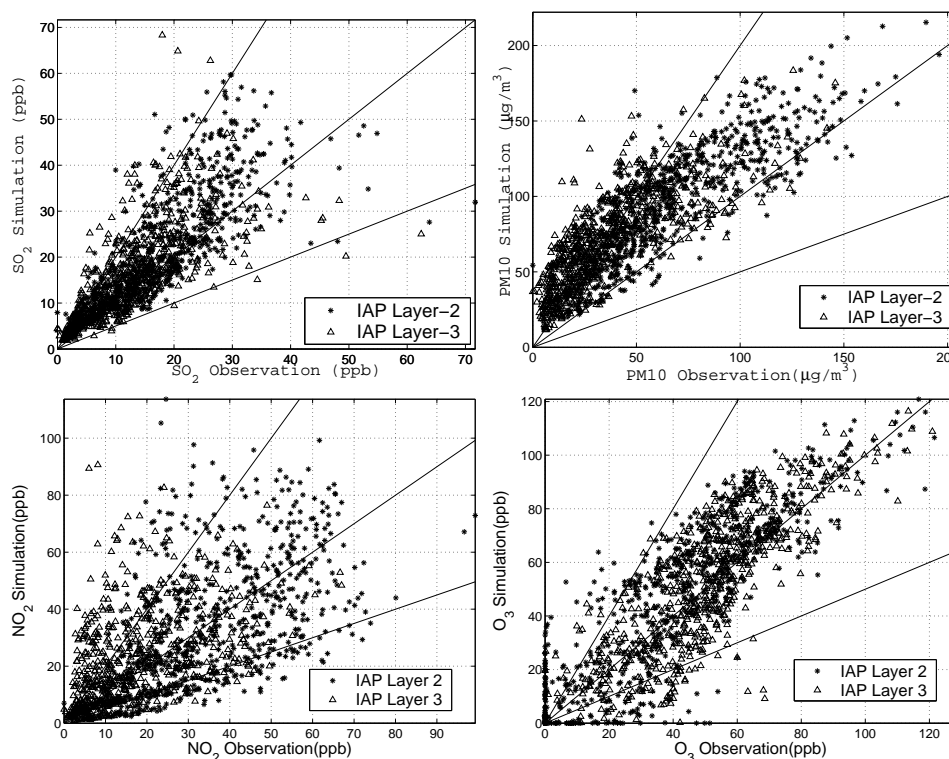 70
60
50
40
30
20
10
0
0 10 20 30 40 50 60 70
SO2 Simulation (ppb)
SO2 Observation (ppb)
IAP Layer-2
IAP Layer-3
200
150
100
50
0
0 50 100 150 200
PM10 Simulation (μg/m3)
PM10 Observation(μg/m3)
IAP Layer-2
IAP Layer-3
100
80
60
40
20
0
0 10 20 30 40 50 60 70 80 90
NO2 Simulation(ppb)
NO2 Observation(ppb)
IAP Layer 2
IAP Layer 3
120
100
80
60
40
20
0
0 20 40 60 80 100 120
O3 Simulation(ppb)
O3 Observation(ppb)
IAP Layer 2
IAP Layer 3